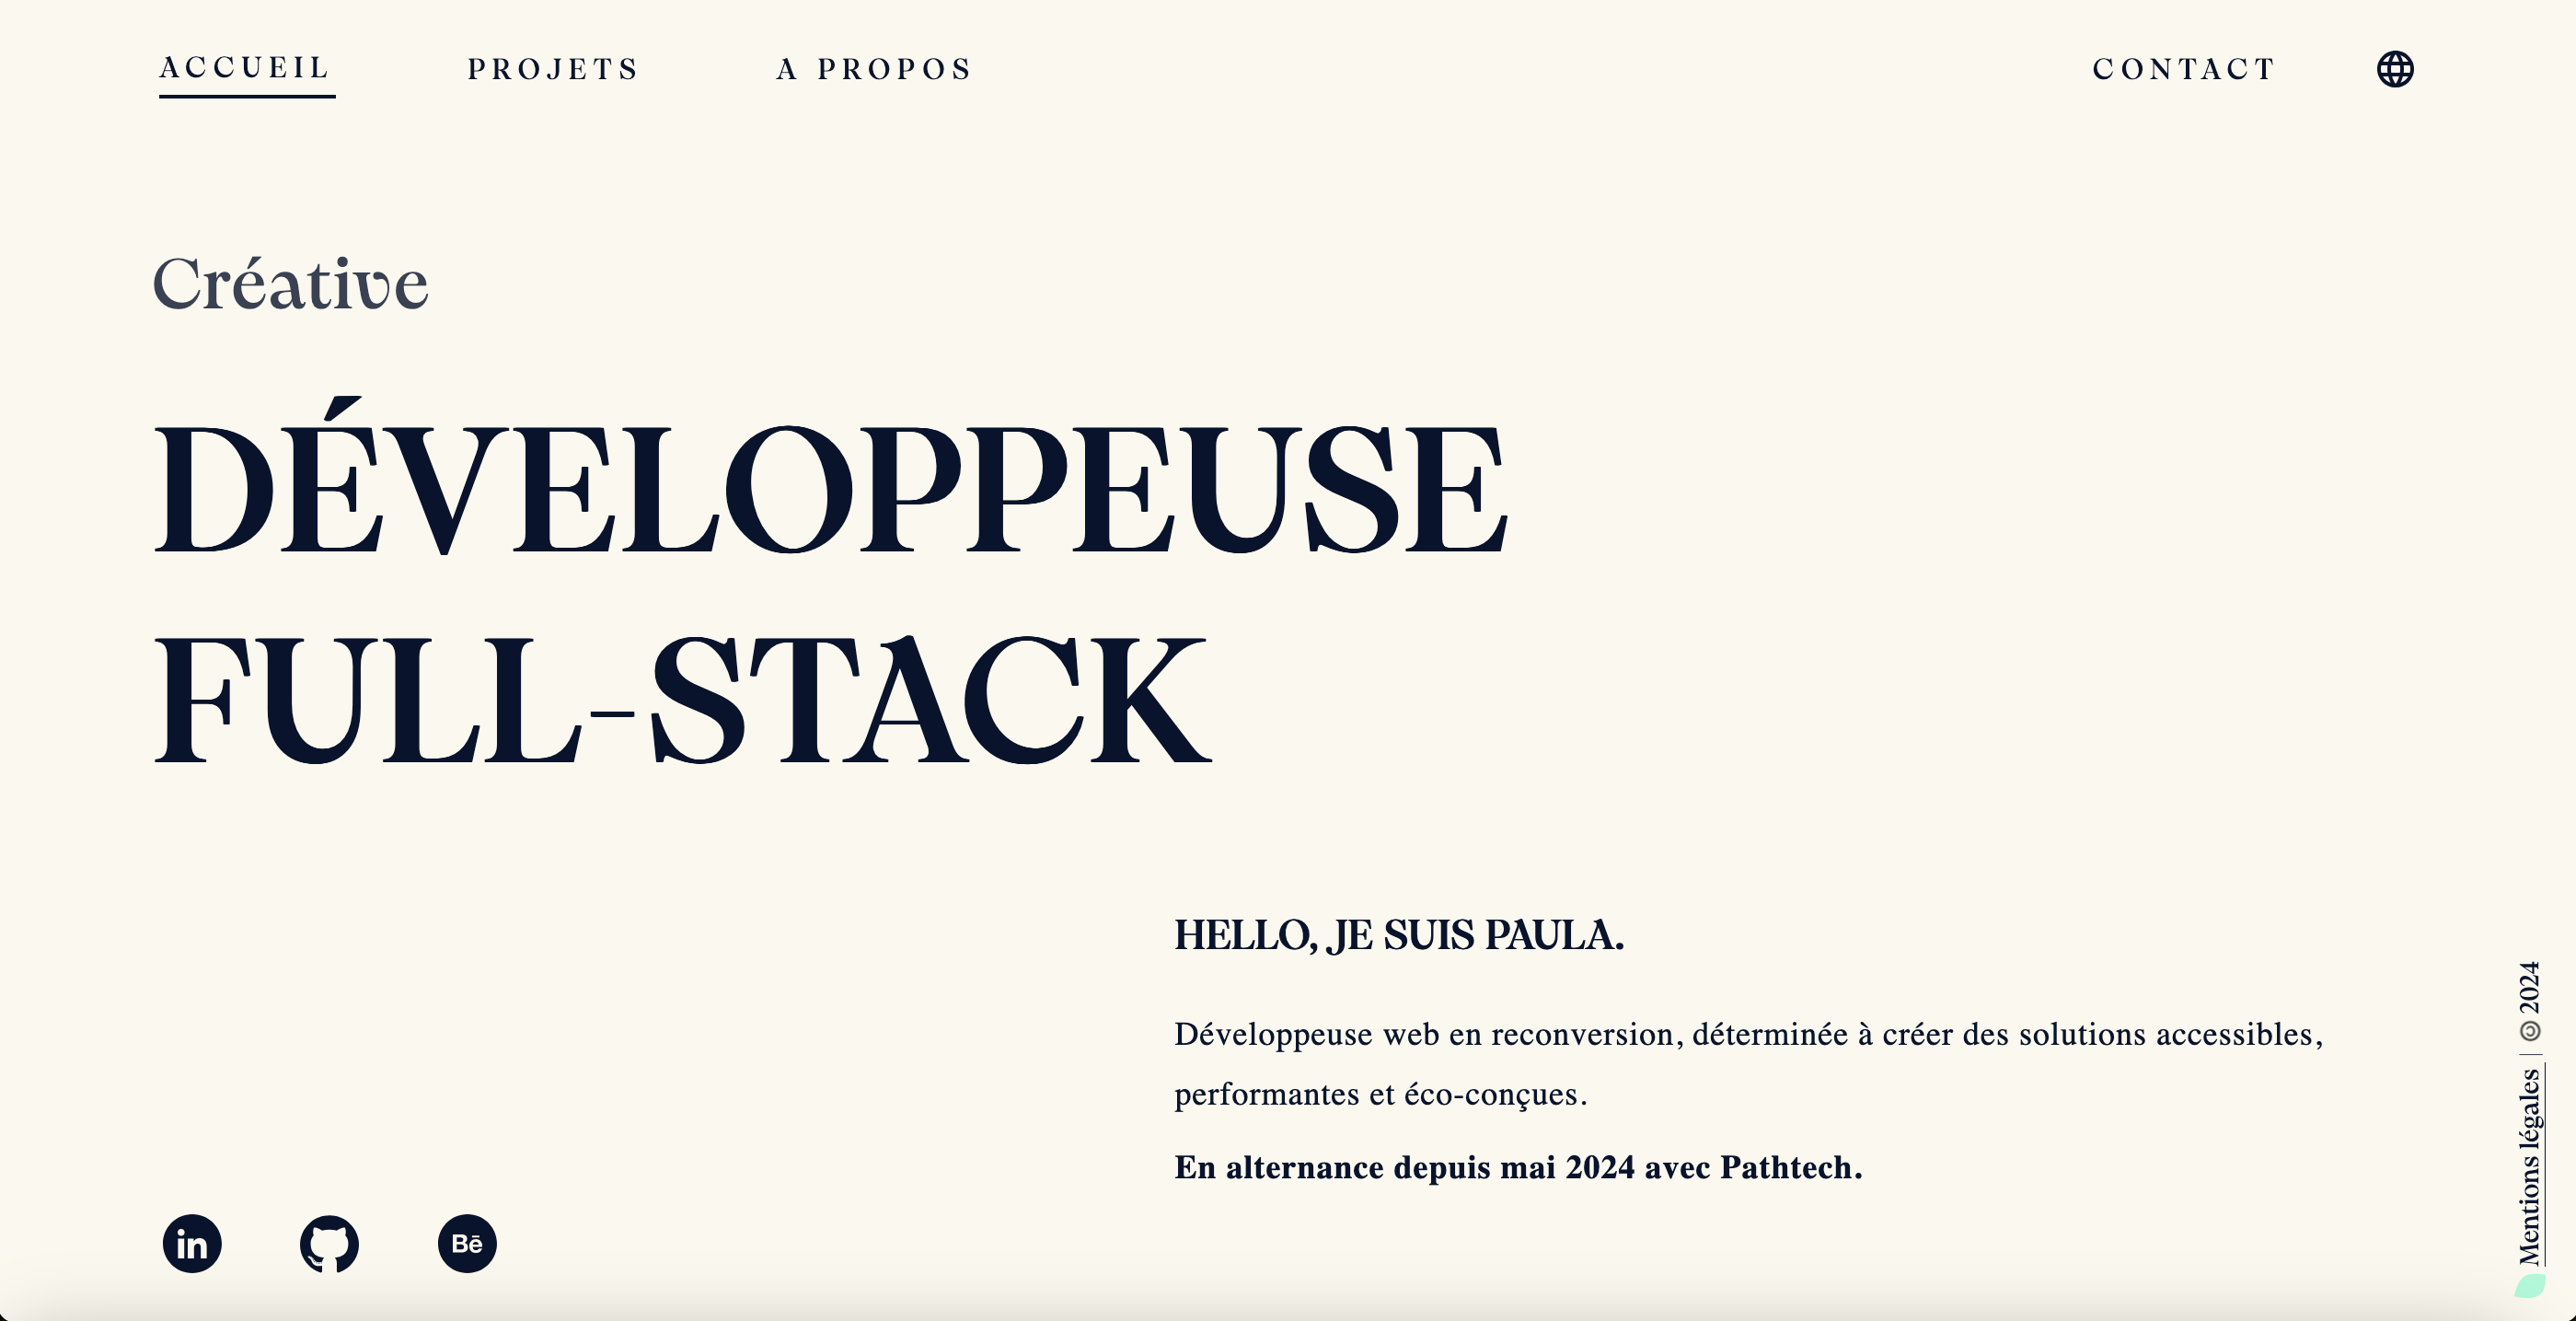 ACCUEIL
PROJETS
A PROPOS
CONTACT
Créative
DÉVELOPPEUSE
FULL-STACK
HELLO, JE SUIS PAULA.
Développeuse web en reconversion, déterminée à créer des solutions accessibles,
performantes et éco-conçues.
En alternance depuis mai 2024 avec Pathtech.
in
Bē
Mentions légales | © 2024